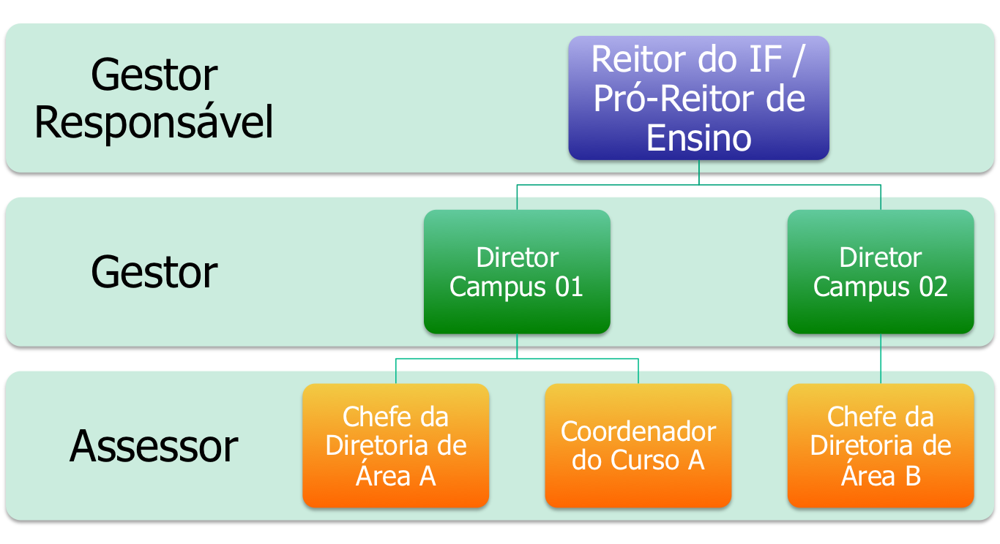 Gestor
Responsável
Reitor do IF /
Pró-Reitor de
Ensino
Gestor
Diretor
Campus 01
Diretor
Campus 02
Assessor
Chefe da
Diretoria de
Área A
Coordenador
do Curso A
Chefe da
Diretoria de
Área B